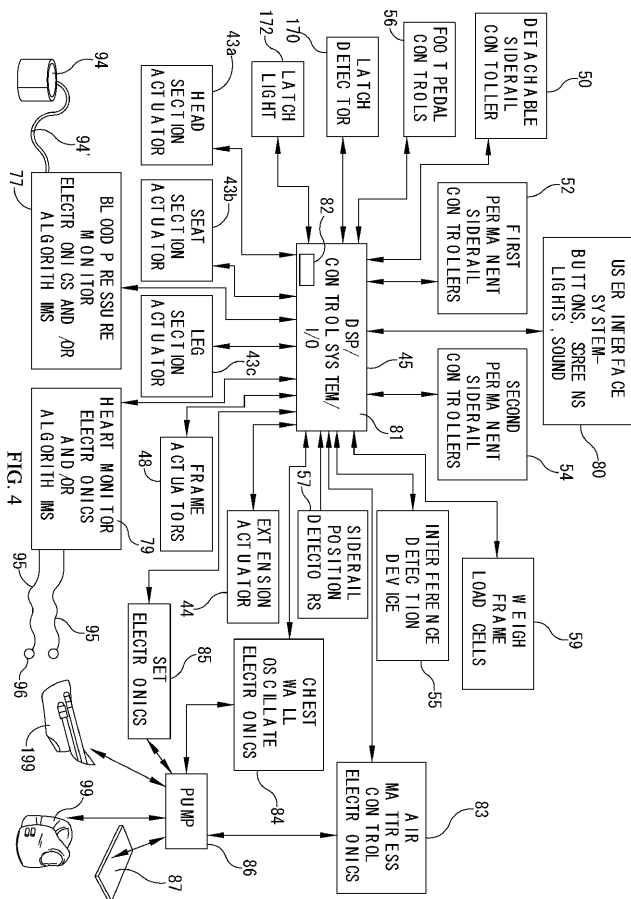 USER INTERFACE
SYSTEM—
BUTTONS, SCREENS
LIGHTS, SOUND
80
WEIGH
FRAME
LOAD CELLS
59
AIR
MATTRESS
CONTROL
ELECTRONICS
83
DETACHABLE
SIDERAIL
CONTOLLER
50
52
FIRST
PERMANENT
SIDERAIL
CONTROLLERS
SECOND
PERMANENT
SIDERAIL
CONTROLLERS
54
INTERFERENCE
DETECTION
DEVICE
55
CHEST
WALL
OSCILLATE
ELECTRONICS
84
56
FOOT PEDAL
CONTROLS
170
LATCH
DETECTOR
172
LATCH
LIGHT
DSP/
CONTROL SYSTEM/
I/O
45
81
82
57
SIDERAIL
POSITION
DETECTORS
EXTENSION
ACTUATOR
44
PUMP
86
87
SET
ELECTRONICS
85
43a
HEAD
SECTION
ACTUATOR
43b
SEAT
SECTION
ACTUATOR
LEG
SECTION
ACTUATOR
43c
FRAME
ACTUATORS
48
99
199
94
94'
BLOOD PRESSURE
MONITOR
ELECTRONICS AND/OR
ALGORITHIMS
77
HEART MONITOR
ELECTRONICS
AND/OR
ALGORITHIMS
79
95
95
96
FIG. 4